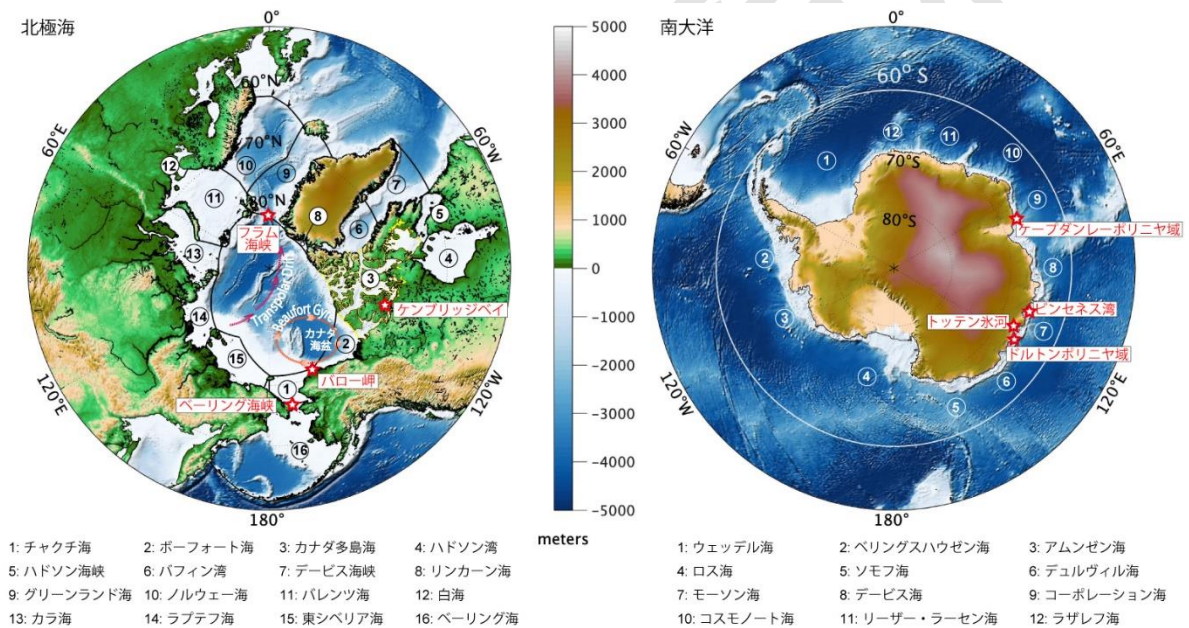 北極海
0°
60°N
70°N
80°N
60°E
60°W
120°E
120°W
180°
12
11
10
9
7
5
4
8
6
3
13
14
15
2
1
16
フラム
海峡
Transpolar Drift
Beaufort Gyre
カナダ
海盆
ケンブリッジベイ
バロー岬
ベーリング海峡
5000
4000
3000
2000
1000
0
-1000
-2000
-3000
-4000
-5000
meters
南大洋
0°
60° S
70°S
80°S
60°W
60°E
120°W
120°E
180°
12
11
10
1
9
2
8
7
3
4
6
5
ケープダンレーポリニヤ域
ビンセネス湾
トッテン氷河
ドルトンポリニヤ域
1: チャクチ海 2: ボーフォート海 3: カナダ多島海 4: ハドソン湾
5: ハドソン海峡 6: バフィン湾 7: デービス海峡 8: リンカーン海
9: グリーンランド海 10: ノルウェー海 11: バレンツ海 12: 白海
13: カラ海 14: ラプテフ海 15: 東シベリア海 16: ベーリング海
1: ウェッデル海 2: ベリングスハウゼン海 3: アムンゼン海
4: ロス海 5: ソモフ海 6: デュルヴィル海
7: モーソン海 8: デービス海 9: コーポレーション海
10: コスモノート海 11: リーザー・ラーセン海 12: ラザレフ海